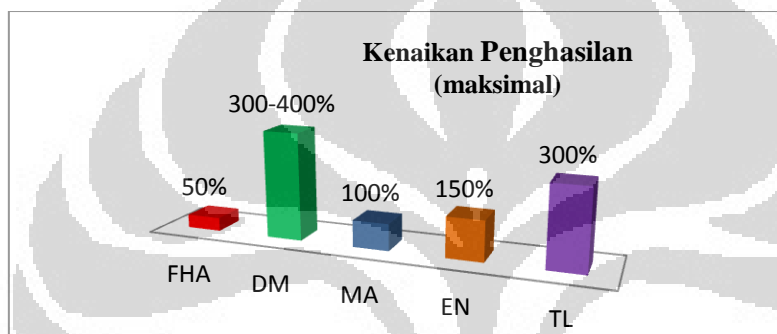 Kenaikan Penghasilan
(maksimal)
300-400%
300%
50%
100%
150%
FHA
DM
MA
EN
TL